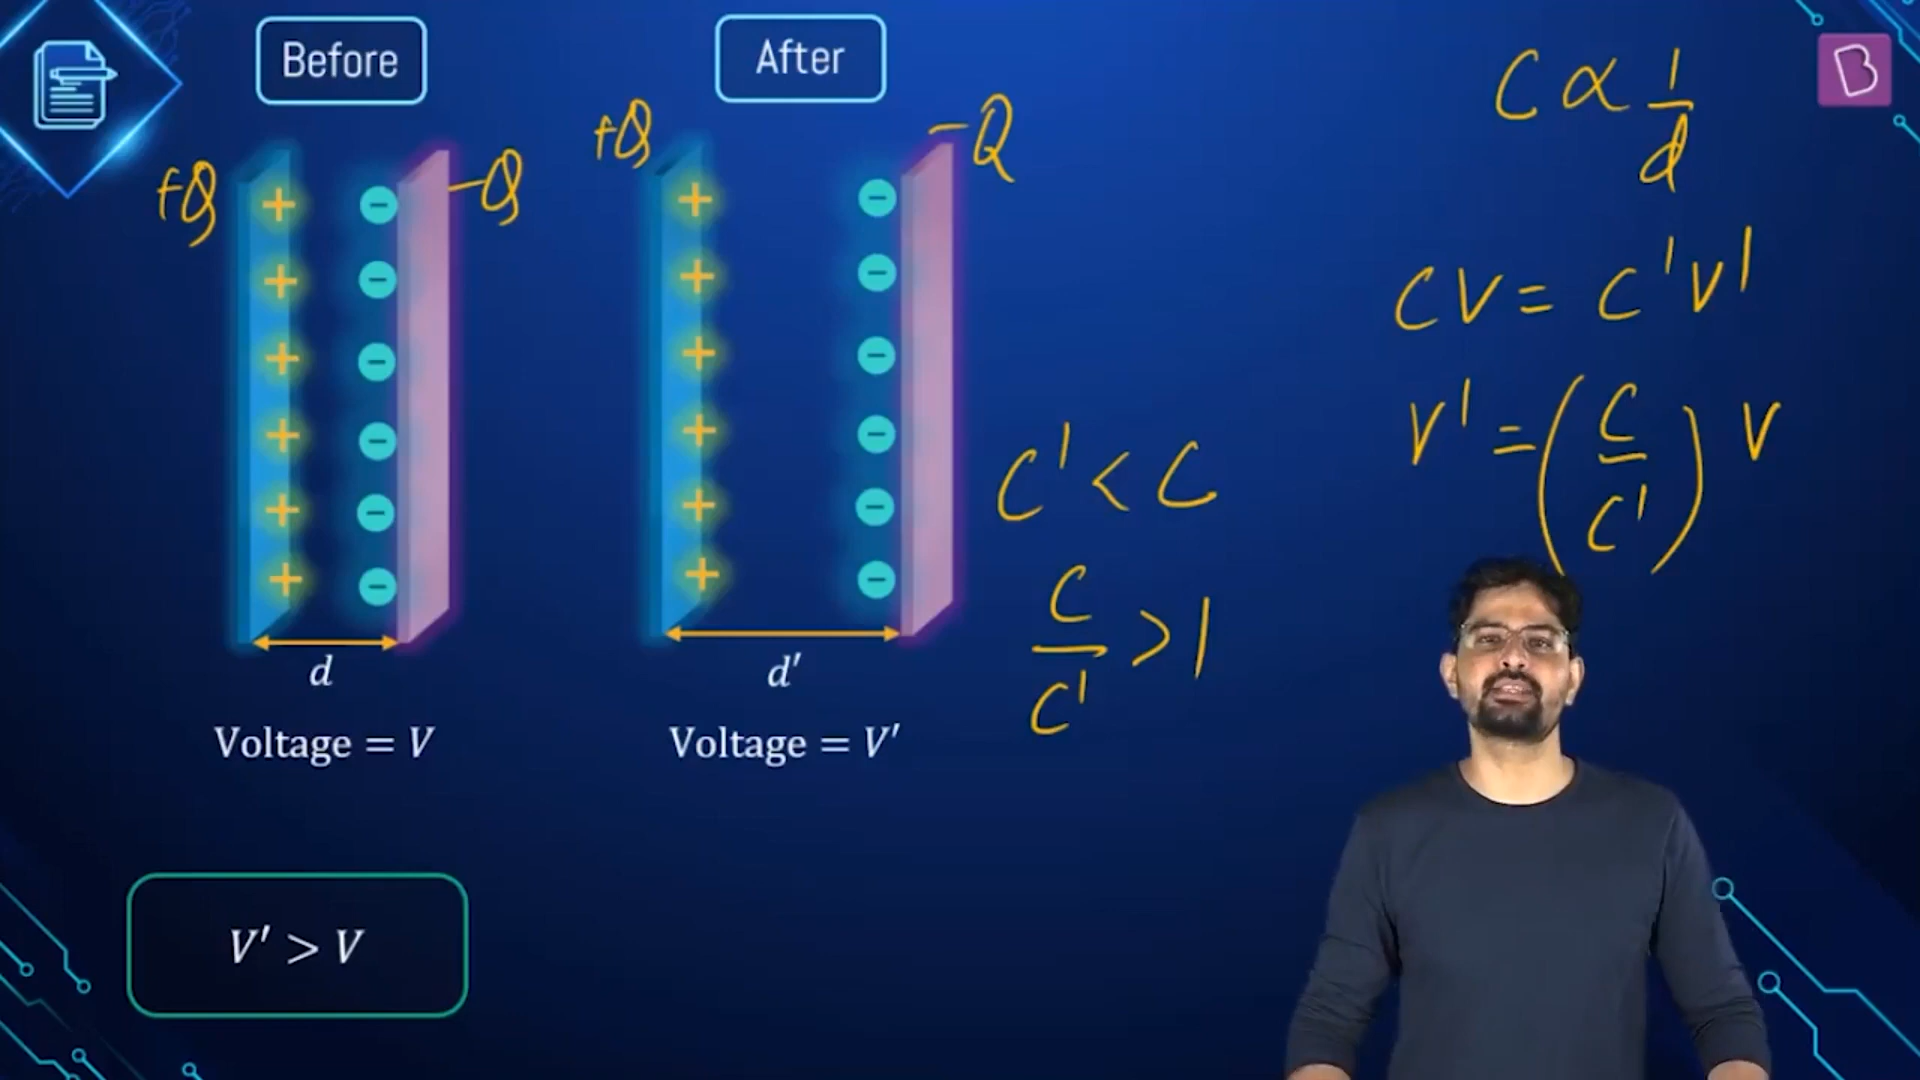 Before
After
+Q
-Q
+Q
-Q
d
d′
Voltage = V
Voltage = V′
V′ > V
C ∝ 1/d
CV = C′V′
V′ = (C/C′) V
C′ < C
C/C′ > 1
B